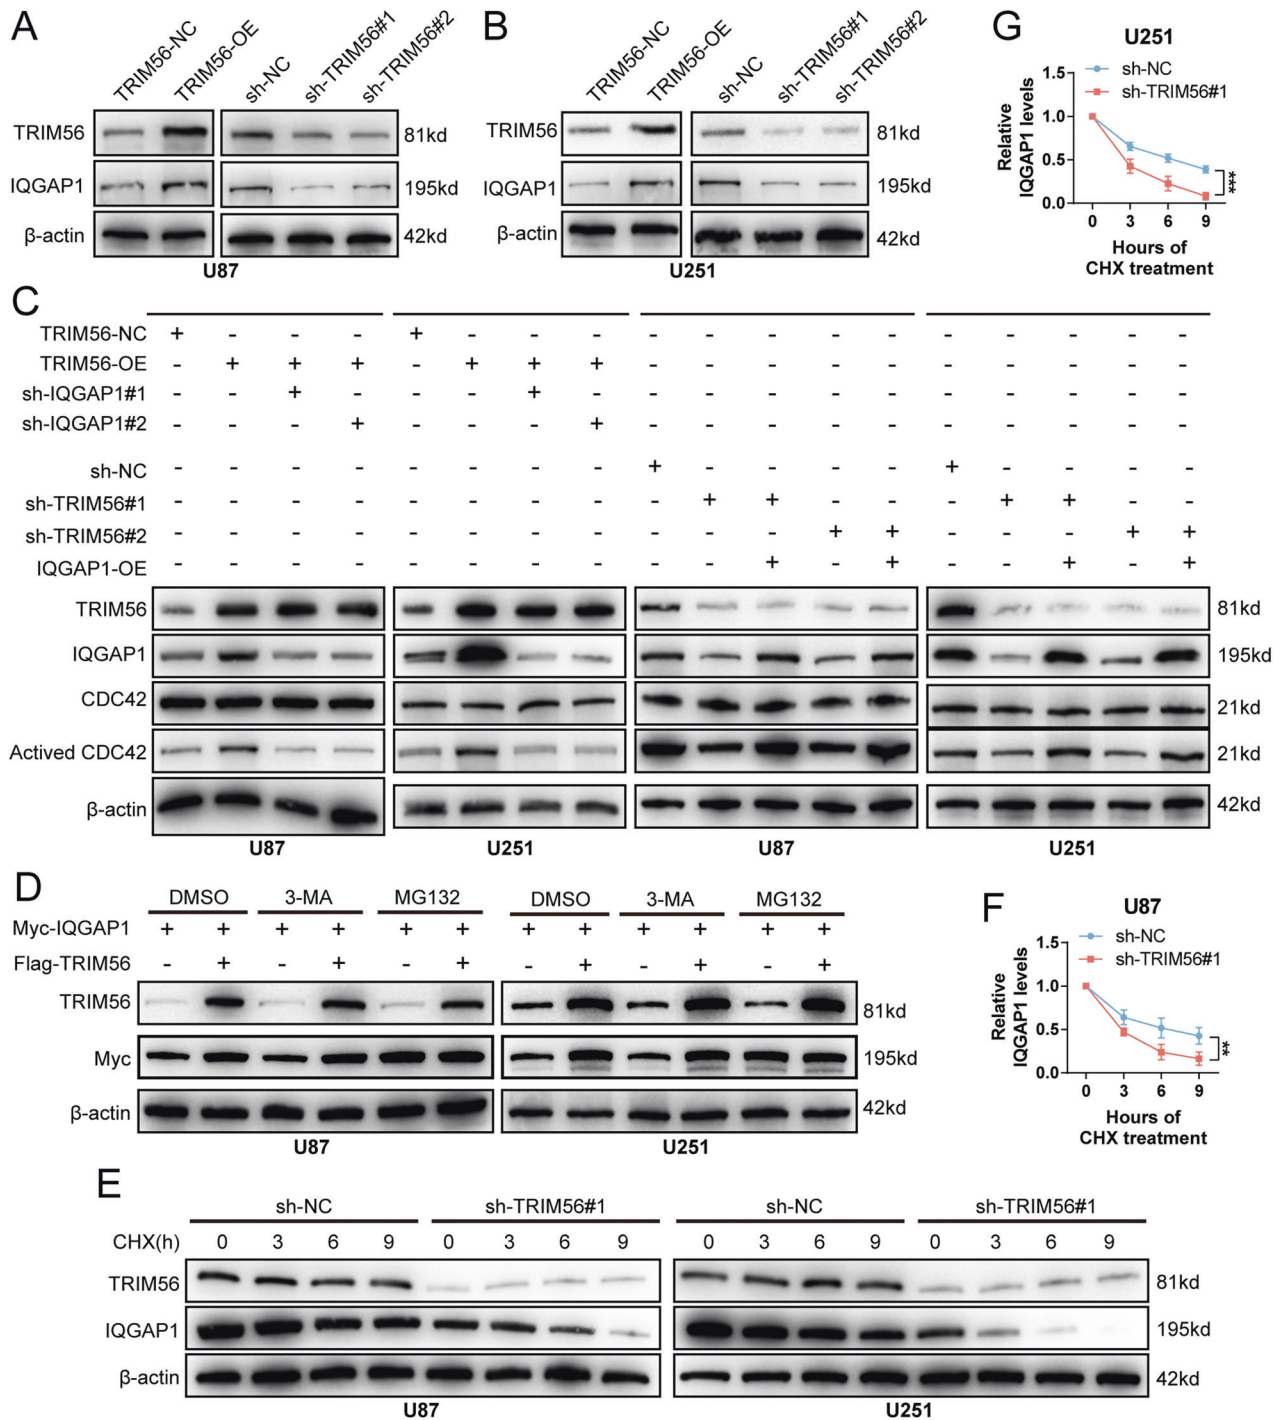 A
TRIM56-NC
TRIM56-OE
sh-NC
sh-TRIM56#1
sh-TRIM56#2
TRIM56
81kd
IQGAP1
195kd
β-actin
42kd
U87
B
TRIM56-NC
TRIM56-OE
sh-NC
sh-TRIM56#1
sh-TRIM56#2
TRIM56
81kd
IQGAP1
195kd
β-actin
42kd
U251
G
U251
sh-NC
sh-TRIM56#1
Relative
IQGAP1 levels
1.5
1.0
0.5
0.0
***
0 3 6 9
Hours of
CHX treatment
C
TRIM56-NC + - - - + - - - - - - - - - - - - -
TRIM56-OE - + + + - + + + - - - - - - - - - -
sh-IQGAP1#1 - - + - - - + - - - - - - - - - - -
sh-IQGAP1#2 - - - + - - - + - - - - - - - - - -
sh-NC - - - - - - - - + - - - - + - - - -
sh-TRIM56#1 - - - - - - - - - + + - - - + + - -
sh-TRIM56#2 - - - - - - - - - - - + + - - - + +
IQGAP1-OE - - - - - - - - - - + - + - - + - +
TRIM56 81kd
IQGAP1 195kd
CDC42 21kd
Actived CDC42 21kd
β-actin 42kd
U87 U251 U87 U251
D
DMSO 3-MA MG132 DMSO 3-MA MG132
Myc-IQGAP1 + + + + + + + + + + + +
Flag-TRIM56 - + - + - + - + - + - +
TRIM56 81kd
Myc 195kd
β-actin 42kd
U87 U251
F
U87
sh-NC
sh-TRIM56#1
Relative
IQGAP1 levels
1.5
1.0
0.5
0.0
**
0 3 6 9
Hours of
CHX treatment
E
sh-NC sh-TRIM56#1 sh-NC sh-TRIM56#1
CHX(h) 0 3 6 9 0 3 6 9 0 3 6 9 0 3 6 9
TRIM56 81kd
IQGAP1 195kd
β-actin 42kd
U87 U251